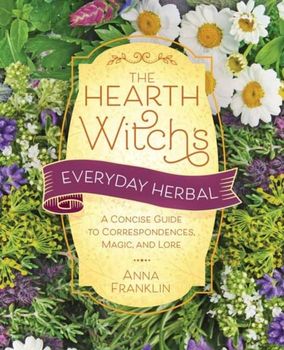 THE
HEARTH
Witch's
EVERYDAY HERBAL
A CONCISE GUIDE
TO CORRESPONDENCES,
MAGIC, AND LORE
ANNA
FRANKLIN